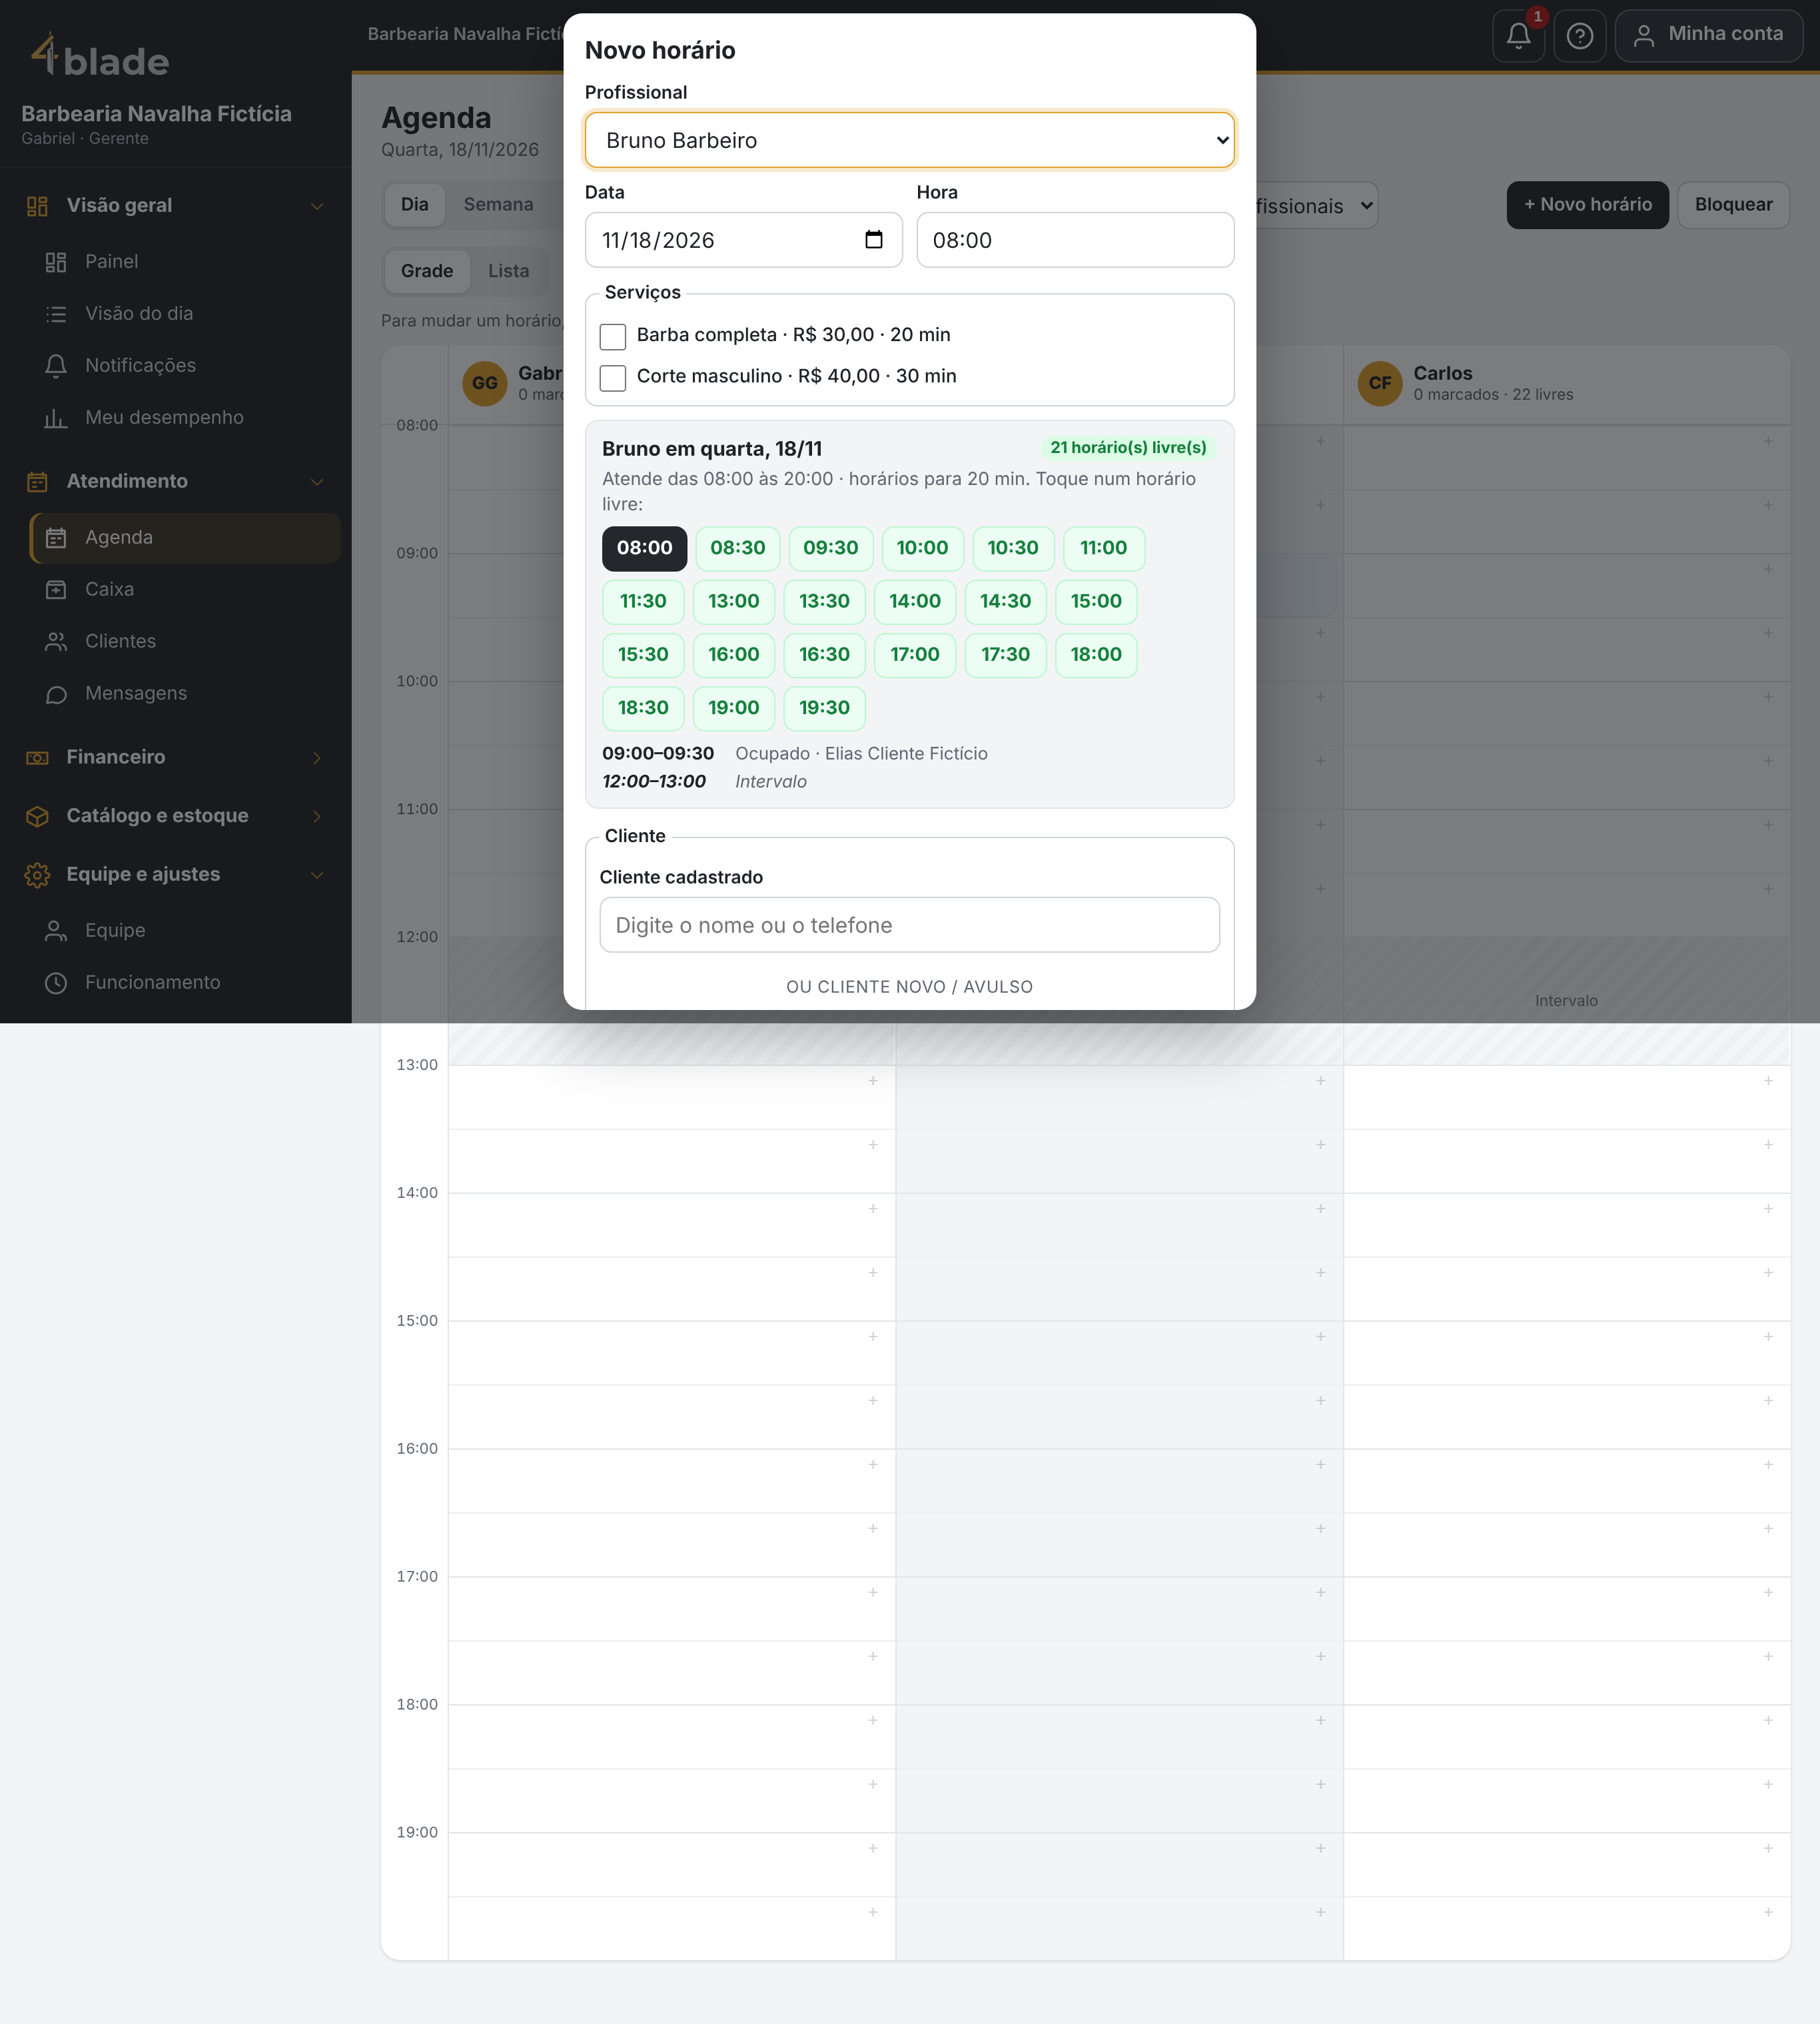 4blade
Barbearia Navalha Fictícia
Gabriel · Gerente
Visão geral
Painel
Visão do dia
Notificações
Meu desempenho
Atendimento
Agenda
Caixa
Clientes
Mensagens
Financeiro
Catálogo e estoque
Equipe e ajustes
Equipe
Funcionamento
Barbearia Navalha
1
?
Minha conta
Agenda
Quarta, 18/11/2026
Dia
Semana
+ Novo horário
Bloquear
Grade
Lista
Para mudar um horário,
GG
CF
Carlos
0 marcados · 22 livres
Novo horário
Profissional
Bruno Barbeiro
Data
Hora
11/18/2026
08:00
Serviços
Barba completa · R$ 30,00 · 20 min
Corte masculino · R$ 40,00 · 30 min
Bruno em quarta, 18/11
21 horário(s) livre(s)
Atende das 08:00 às 20:00 · horários para 20 min. Toque num horário
livre:
08:00 08:30 09:30 10:00 10:30 11:00
11:30 13:00 13:30 14:00 14:30 15:00
15:30 16:00 16:30 17:00 17:30 18:00
18:30 19:00 19:30
09:00–09:30 Ocupado · Elias Cliente Fictício
12:00–13:00 Intervalo
Cliente
Cliente cadastrado
Digite o nome ou o telefone
OU CLIENTE NOVO / AVULSO
08:00
09:00
10:00
11:00
12:00
Intervalo
13:00
14:00
15:00
16:00
17:00
18:00
19:00